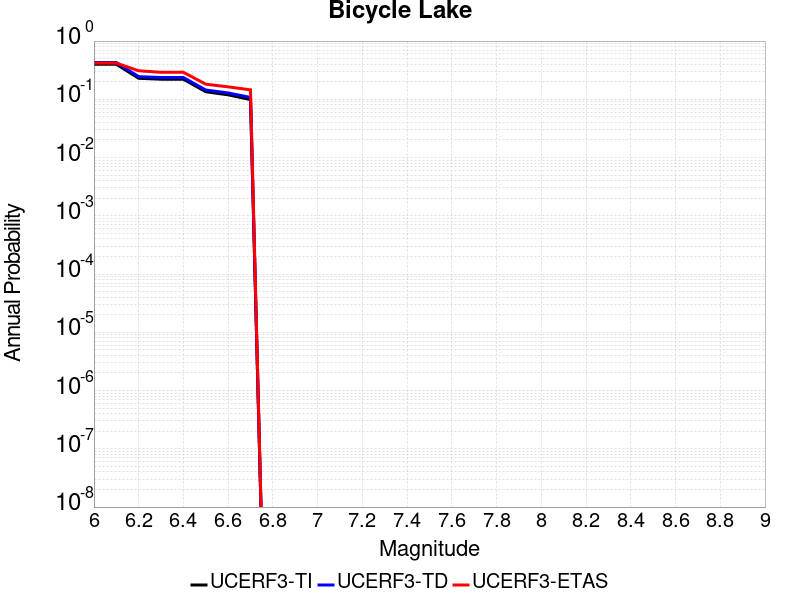 Bicycle Lake
10^0
10^-1
10^-2
10^-3
10^-4
10^-5
10^-6
10^-7
10^-8
Annual Probability
6 6.2 6.4 6.6 6.8 7 7.2 7.4 7.6 7.8 8 8.2 8.4 8.6 8.8 9
Magnitude
UCERF3-TI UCERF3-TD UCERF3-ETAS